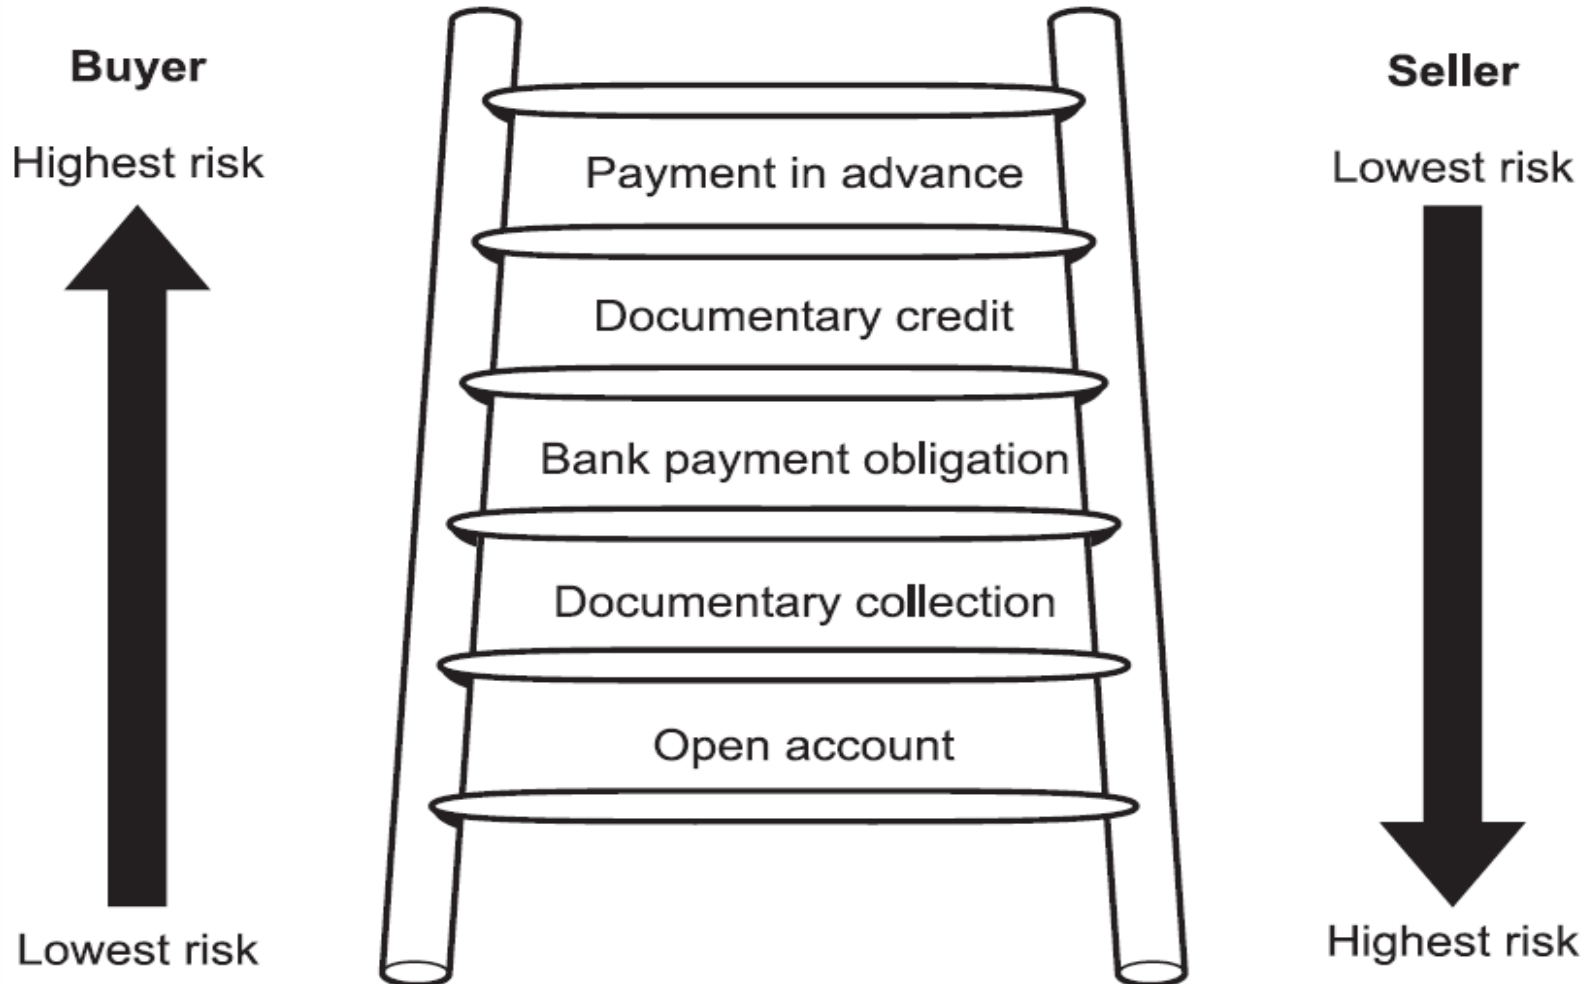 Buyer
Highest risk
Lowest risk
Payment in advance
Documentary credit
Bank payment obligation
Documentary collection
Open account
Seller
Lowest risk
Highest risk